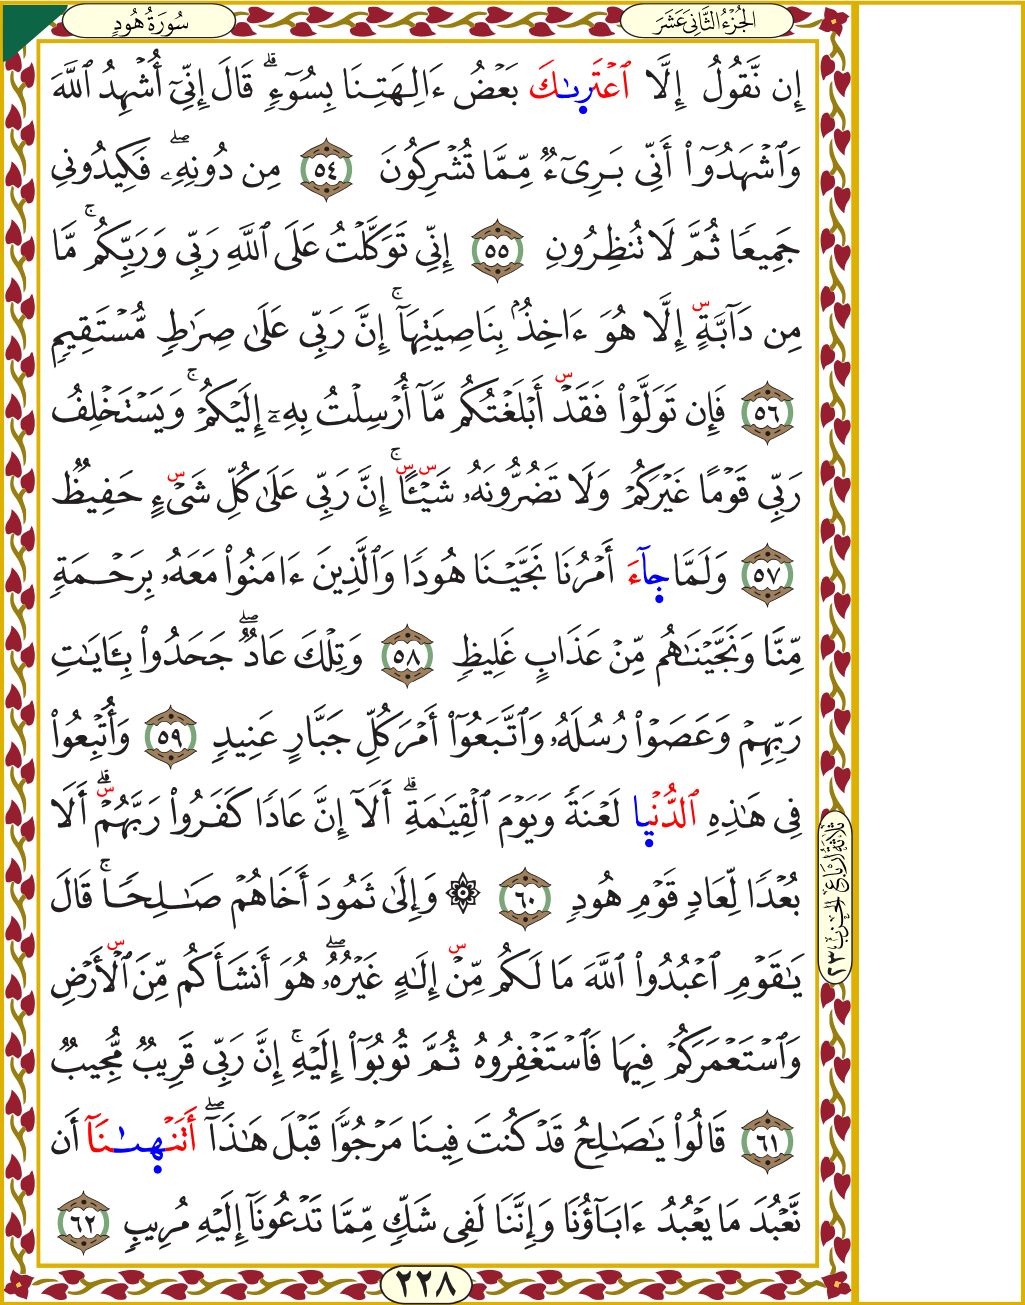 سُورَةُ هُودٍ
الجُزْءُ الثَّانِي عَشَرَ
إِن نَّقُولُ إِلَّا ٱعْتَرَىٰكَ بَعْضُ ءَالِهَتِنَا بِسُوٓءٍۗ قَالَ إِنِّيٓ أُشْهِدُ ٱللَّهَ
وَٱشْهَدُوٓا۟ أَنِّي بَرِيٓءٌ مِّمَّا تُشْرِكُونَ ٥٤ مِن دُونِهِۦۖ فَكِيدُونِي
جَمِيعًا ثُمَّ لَا تُنظِرُونِ ٥٥ إِنِّي تَوَكَّلْتُ عَلَى ٱللَّهِ رَبِّي وَرَبِّكُمۚ مَّا
مِن دَآبَّةٍ إِلَّا هُوَ ءَاخِذٌۢ بِنَاصِيَتِهَآۚ إِنَّ رَبِّي عَلَىٰ صِرَٰطٍ مُّسْتَقِيمٍ
٥٦ فَإِن تَوَلَّوْا۟ فَقَدْ أَبْلَغْتُكُم مَّآ أُرْسِلْتُ بِهِۦٓ إِلَيْكُمْۚ وَيَسْتَخْلِفُ
رَبِّي قَوْمًا غَيْرَكُمْ وَلَا تَضُرُّونَهُۥ شَيْـًٔاۚ إِنَّ رَبِّي عَلَىٰ كُلِّ شَيْءٍ حَفِيظٌ
٥٧ وَلَمَّا جَآءَ أَمْرُنَا نَجَّيْنَا هُودًا وَٱلَّذِينَ ءَامَنُوا۟ مَعَهُۥ بِرَحْمَةٍ
مِّنَّا وَنَجَّيْنَٰهُم مِّنْ عَذَابٍ غَلِيظٍ ٥٨ وَتِلْكَ عَادٌۖ جَحَدُوا۟ بِـَٔايَٰتِ
رَبِّهِمْ وَعَصَوْا۟ رُسُلَهُۥ وَٱتَّبَعُوٓا۟ أَمْرَ كُلِّ جَبَّارٍ عَنِيدٍ ٥٩ وَأُتْبِعُوا۟
فِي هَٰذِهِ ٱلدُّنْيَا لَعْنَةً وَيَوْمَ ٱلْقِيَٰمَةِۗ أَلَآ إِنَّ عَادًا كَفَرُوا۟ رَبَّهُمْۗ أَلَا
بُعْدًا لِّعَادٍ قَوْمِ هُودٍ ٦٠ ۞ وَإِلَىٰ ثَمُودَ أَخَاهُمْ صَٰلِحًاۚ قَالَ
يَٰقَوْمِ ٱعْبُدُوا۟ ٱللَّهَ مَا لَكُم مِّنْ إِلَٰهٍ غَيْرُهُۥۖ هُوَ أَنشَأَكُم مِّنَ ٱلْأَرْضِ
وَٱسْتَعْمَرَكُمْ فِيهَا فَٱسْتَغْفِرُوهُ ثُمَّ تُوبُوٓا۟ إِلَيْهِۚ إِنَّ رَبِّي قَرِيبٌ مُّجِيبٌ
٦١ قَالُوا۟ يَٰصَٰلِحُ قَدْ كُنتَ فِينَا مَرْجُوًّا قَبْلَ هَٰذَآۖ أَتَنْهَىٰنَآ أَن
نَّعْبُدَ مَا يَعْبُدُ ءَابَآؤُنَا وَإِنَّنَا لَفِي شَكٍّ مِّمَّا تَدْعُونَآ إِلَيْهِ مُرِيبٍ ٦٢
ثَلَاثَةُ أَرْبَاعِ الحِزْبِ ٢٣
٢٢٨